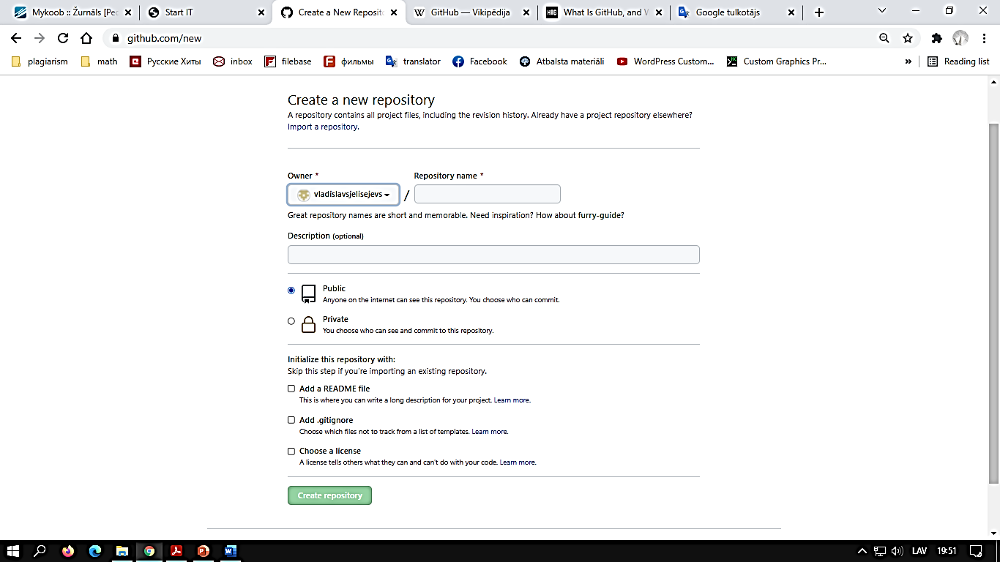 Mykoob :: Žurnāls [Pec
Start IT
Create a New Reposit
GitHub — Vikipēdija
What Is GitHub, and
Google tulkotājs
github.com/new
plagiarism
math
Русские Хиты
inbox
filebase
фильмы
translator
Facebook
Atbalsta materiāli
WordPress Custom...
Custom Graphics Pr...
»
Reading list
Create a new repository
A repository contains all project files, including the revision history. Already have a project repository elsewhere?
Import a repository.
Owner *
Repository name *
vladislavsjelisejevs
/
Great repository names are short and memorable. Need inspiration? How about furry-guide?
Description (optional)
Public
Anyone on the internet can see this repository. You choose who can commit.
Private
You choose who can see and commit to this repository.
Initialize this repository with:
Skip this step if you're importing an existing repository.
Add a README file
This is where you can write a long description for your project. Learn more.
Add .gitignore
Choose which files not to track from a list of templates. Learn more.
Choose a license
A license tells others what they can and can't do with your code. Learn more.
Create repository
LAV
19:51